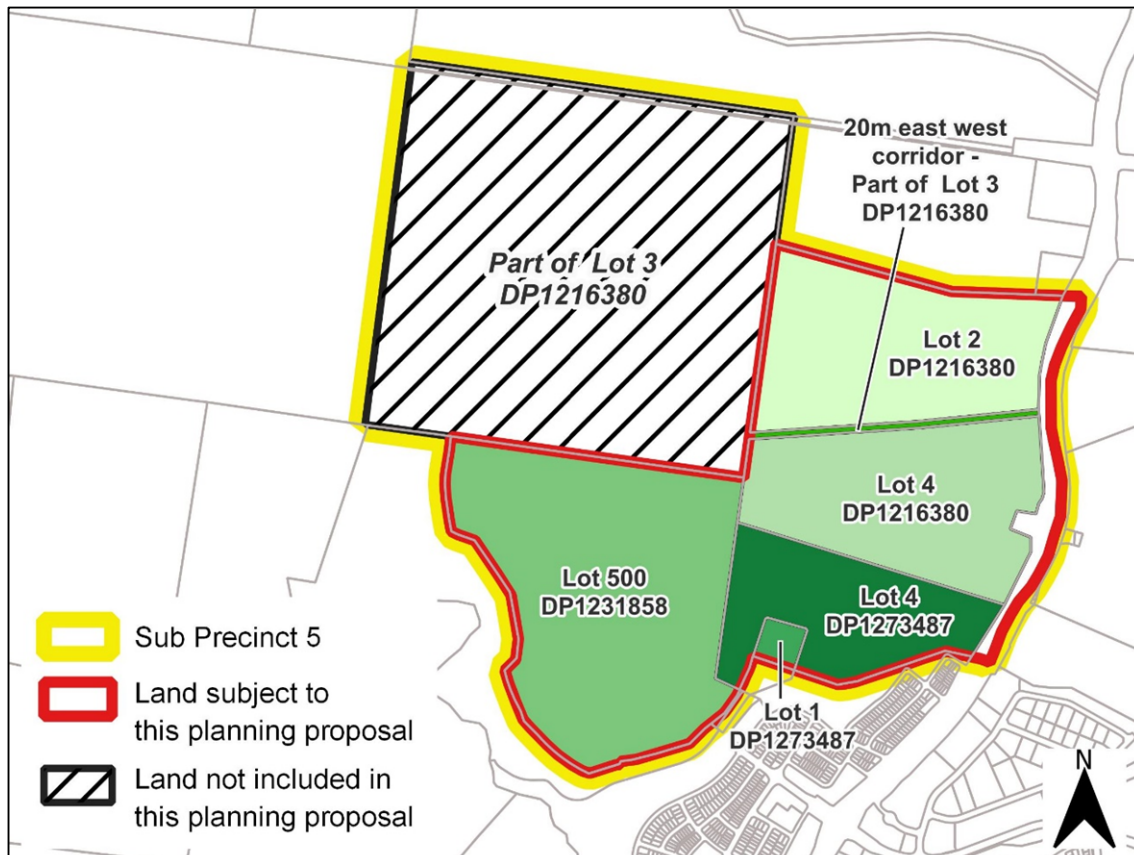 20m east west
corridor -
Part of Lot 3
DP1216380
Part of Lot 3
DP1216380
Lot 2
DP1216380
Lot 4
DP1216380
Lot 500
DP1231858
Lot 4
DP1273487
Lot 1
DP1273487
Sub Precinct 5
Land subject to
this planning proposal
Land not included in
this planning proposal
N